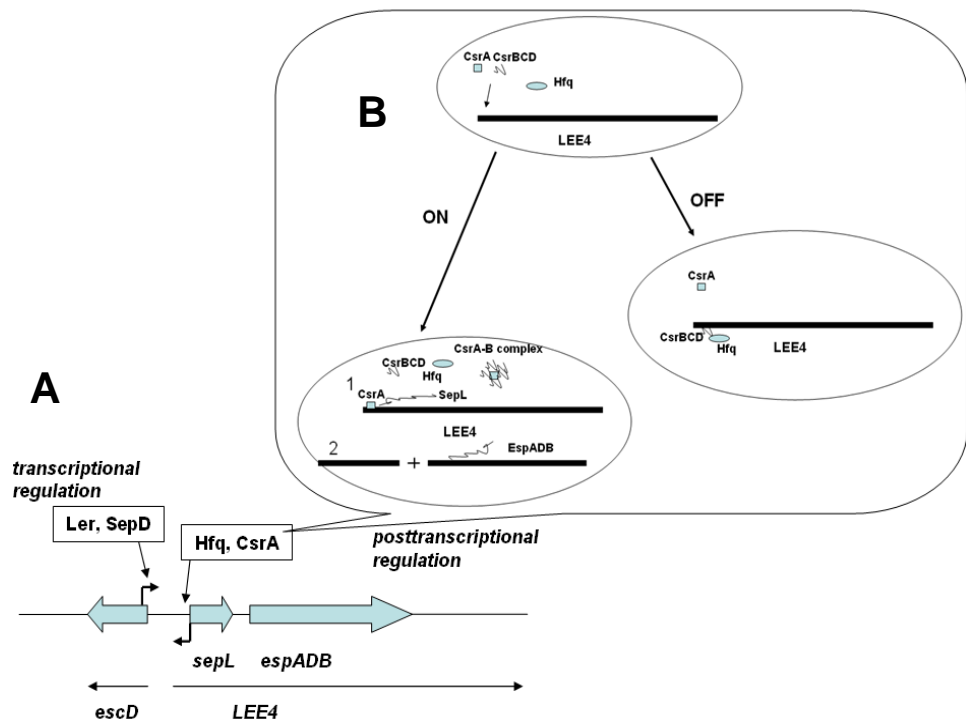 CsrA CsrBCD
Hfq
B
LEE4
ON
OFF
CsrA
CsrBCD
Hfq
LEE4
CsrA-B complex
CsrBCD
Hfq
1
CsrA
SepL
LEE4
2
+
EspADB
A
transcriptional
regulation
Ler, SepD
Hfq, CsrA
posttranscriptional
regulation
sepL
espADB
escD
LEE4